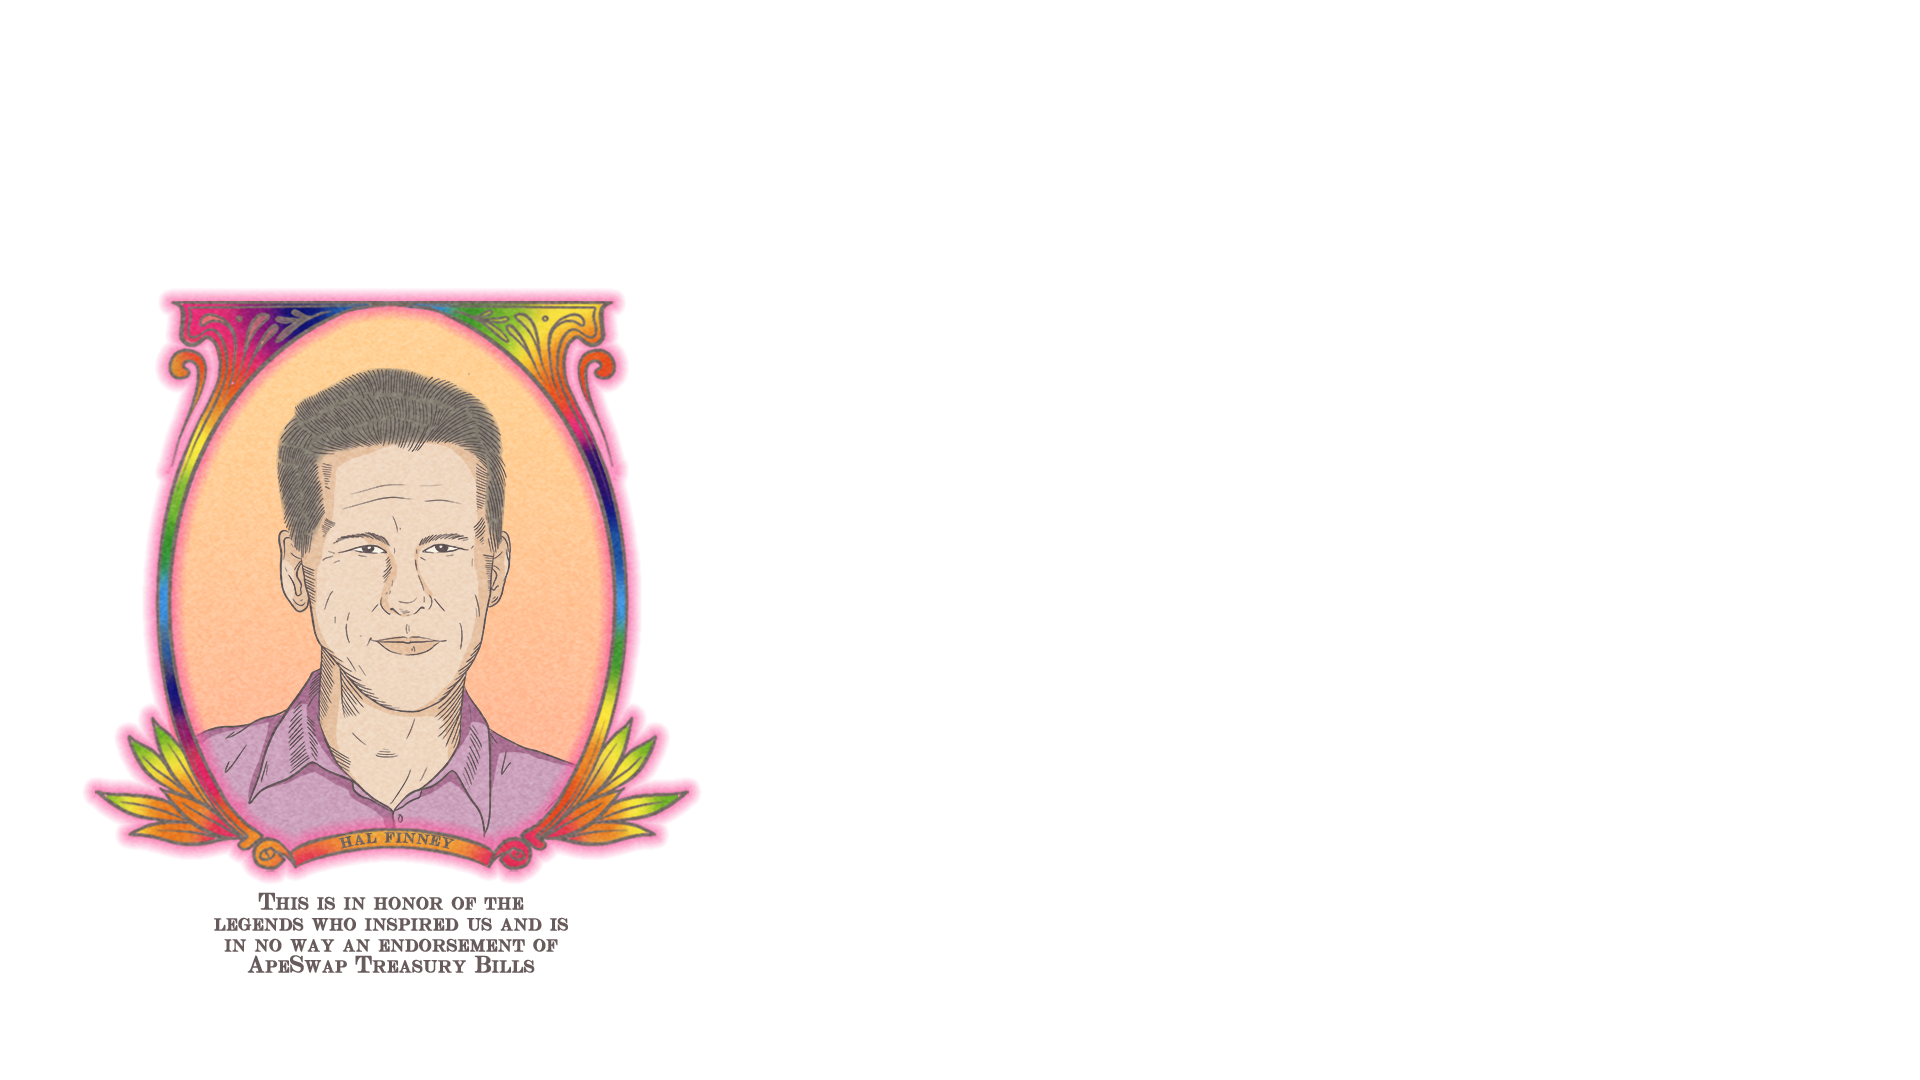 HAL FINNEY
This is in honor of the
legends who inspired us and is
in no way an endorsement of
ApeSwap Treasury Bills